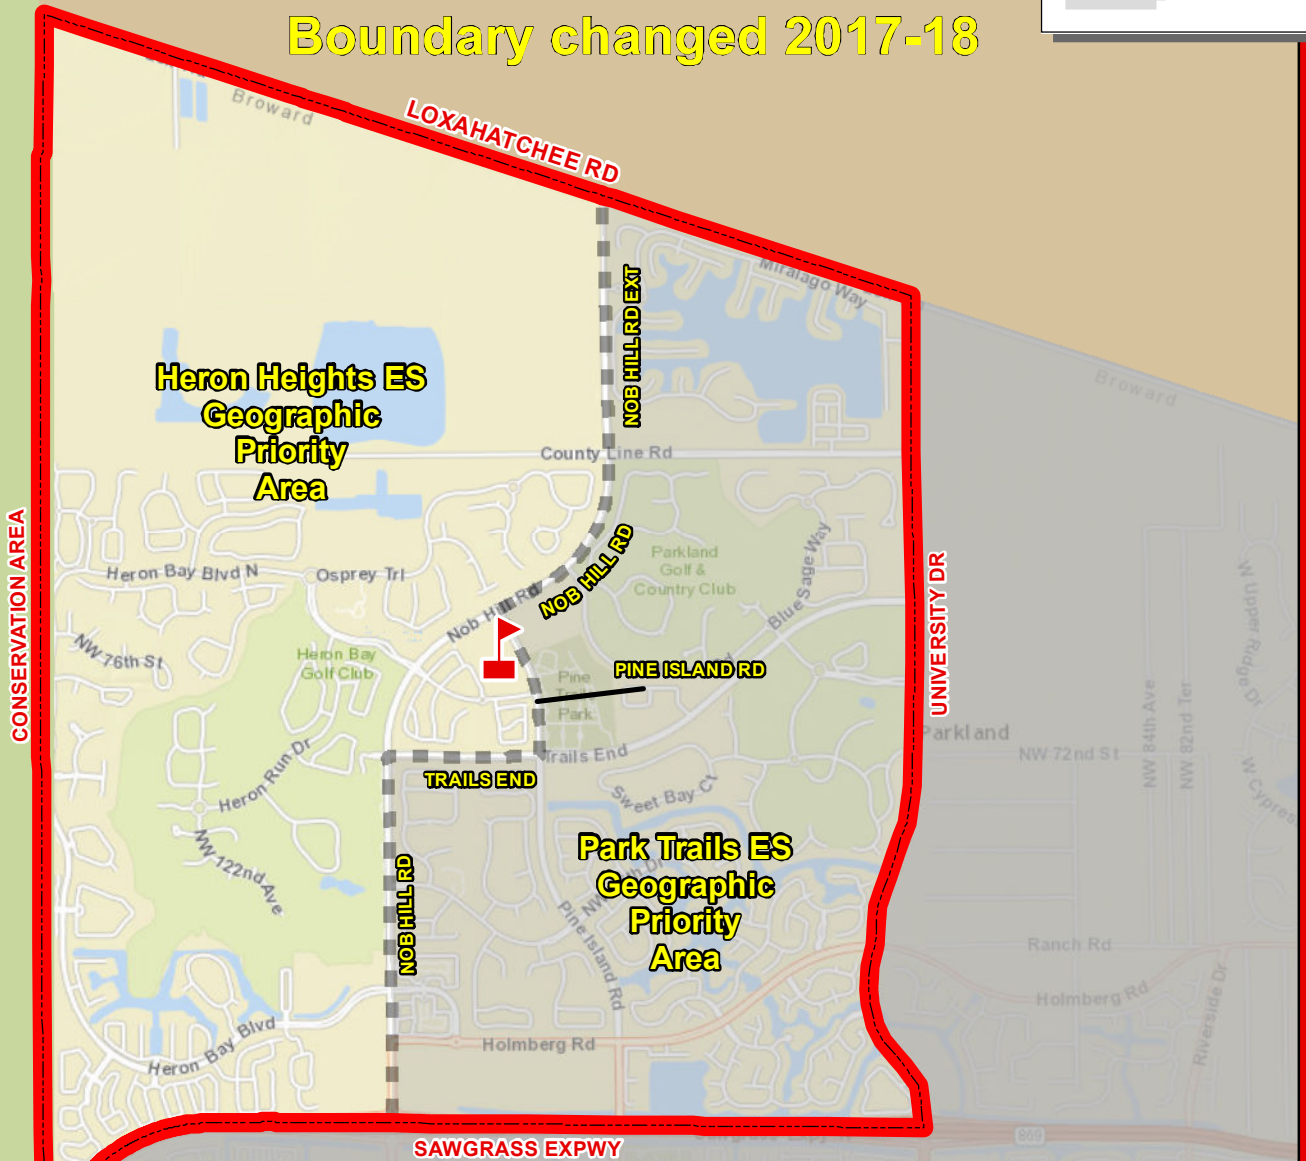 Boundary changed 2017-18
Broward
LOXAHATCHEE RD
Miralago Way
NOB HILL RD EXT
Broward
Heron Heights ES
Geographic
Priority
Area
County Line Rd
CONSERVATION AREA
NOB HILL RD
Parkland
Golf &
Country Club
Blue Sage Way
Heron Bay Blvd N
Osprey Trl
Nob Hill Rd
UNIVERSITY DR
W Upper Ridge Dr
NW 76th St
Heron Bay
Golf Club
PINE ISLAND RD
Pine
Trails
Park
Parkland
NW 84th Ave
NW 82nd Ter
NW 72nd St
Trails End
TRAILS END
Heron Run Dr
Sweet Bay Ct
W Cypress
NW 122nd Ave
NOB HILL RD
Park Trails ES
Geographic
Priority
Area
Pine Island Rd
Ranch Rd
Holmberg Rd
Riverside Dr
Heron Bay Blvd
Holmberg Rd
Sawgrass Expy
869
SAWGRASS EXPWY